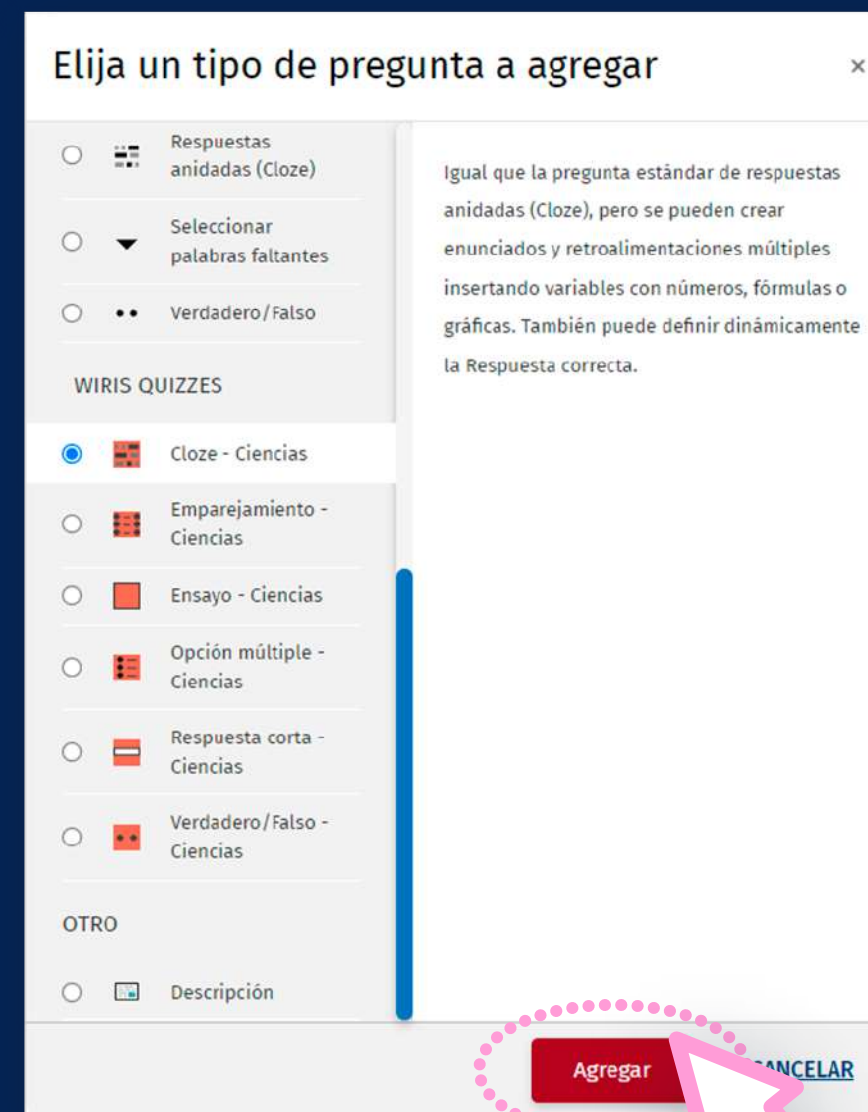 Elija un tipo de pregunta a agregar
×
Respuestas
anidadas (Cloze)
Seleccionar
palabras faltantes
Verdadero/Falso
WIRIS QUIZZES
Cloze - Ciencias
Emparejamiento -
Ciencias
Ensayo - Ciencias
Opción múltiple -
Ciencias
Respuesta corta -
Ciencias
Verdadero/Falso -
Ciencias
OTRO
Descripción
Igual que la pregunta estándar de respuestas
anidadas (Cloze), pero se pueden crear
enunciados y retroalimentaciones múltiples
insertando variables con números, fórmulas o
gráficas. También puede definir dinámicamente
la Respuesta correcta.
Agregar
CANCELAR